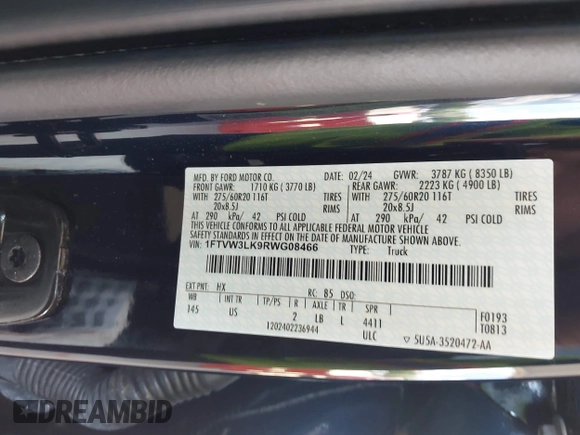 MFD. BY FORD MOTOR CO. 02/24 GVWR: 3787 KG ( 8350 LB)
FRONT GAWR: 1710 KG ( 3770 LB) REAR GAWR: 2223 KG ( 4900 LB)
WITH 275/60R20 116T TIRES WITH 275/60R20 116T TIRES
20x8.5J RIMS 20x8.5J RIMS
AT 290 kPa/ 42 PSI COLD AT 290 kPa/ 42 PSI COLD
THIS VEHICLE CONFORMS TO ALL APPLICABLE FEDERAL MOTOR VEHICLE
SAFETY STANDARDS IN EFFECT ON THE DATE OF MANUFACTURE SHOWN ABOVE.
VIN: 1FTVW3LK9RWG08466 TYPE: Truck
EXT PNT: HX RC: 85 DSO:
WB INT TR TP/PS R AXLE TR SPR
145 US 2 LB L 4411 F0193
ULC T0813
1202402236944
5U5A-3520472-AA
DREAMBID